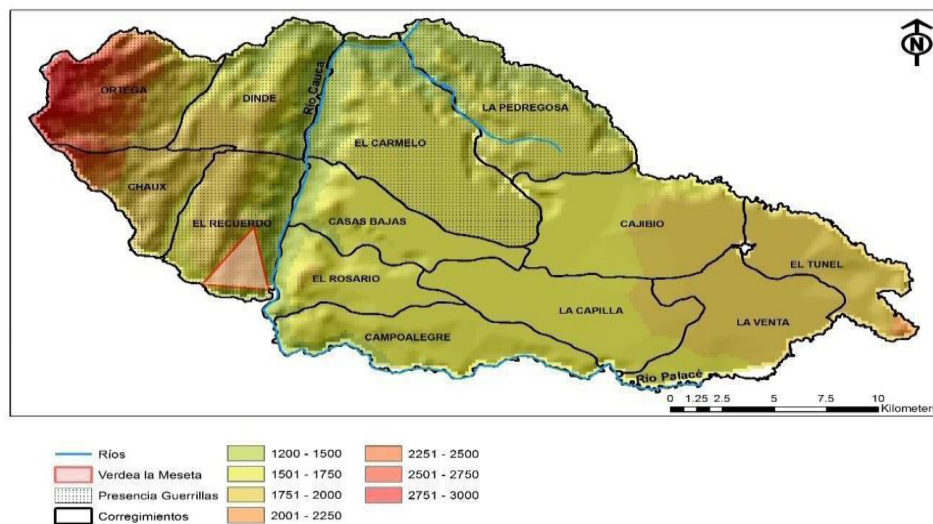 N
ORTEGA
DINDE
Río Cauca
LA PEDREGOSA
EL CARMELO
CHAUX
EL RECUERDO
CASAS BAJAS
CAJIBIO
EL TUNEL
EL ROSARIO
LA CAPILLA
LA VENTA
CAMPOALEGRE
Río Palacé
0 1.25 2.5 5 7.5 10
Kilometer
Ríos
Verdea la Meseta
Presencia Guerrillas
Corregimientos
1200 - 1500
1501 - 1750
1751 - 2000
2001 - 2250
2251 - 2500
2501 - 2750
2751 - 3000